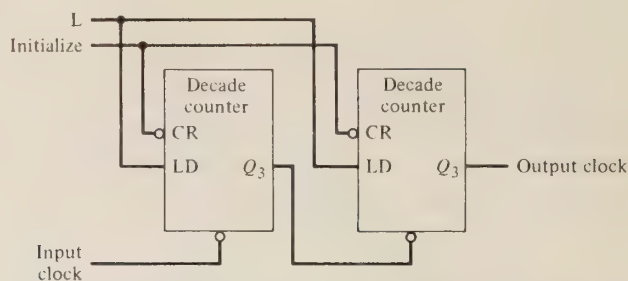 L
Initialize
Decade
counter
CR
LD
Q3
Decade
counter
CR
LD
Q3
Output clock
Input
clock